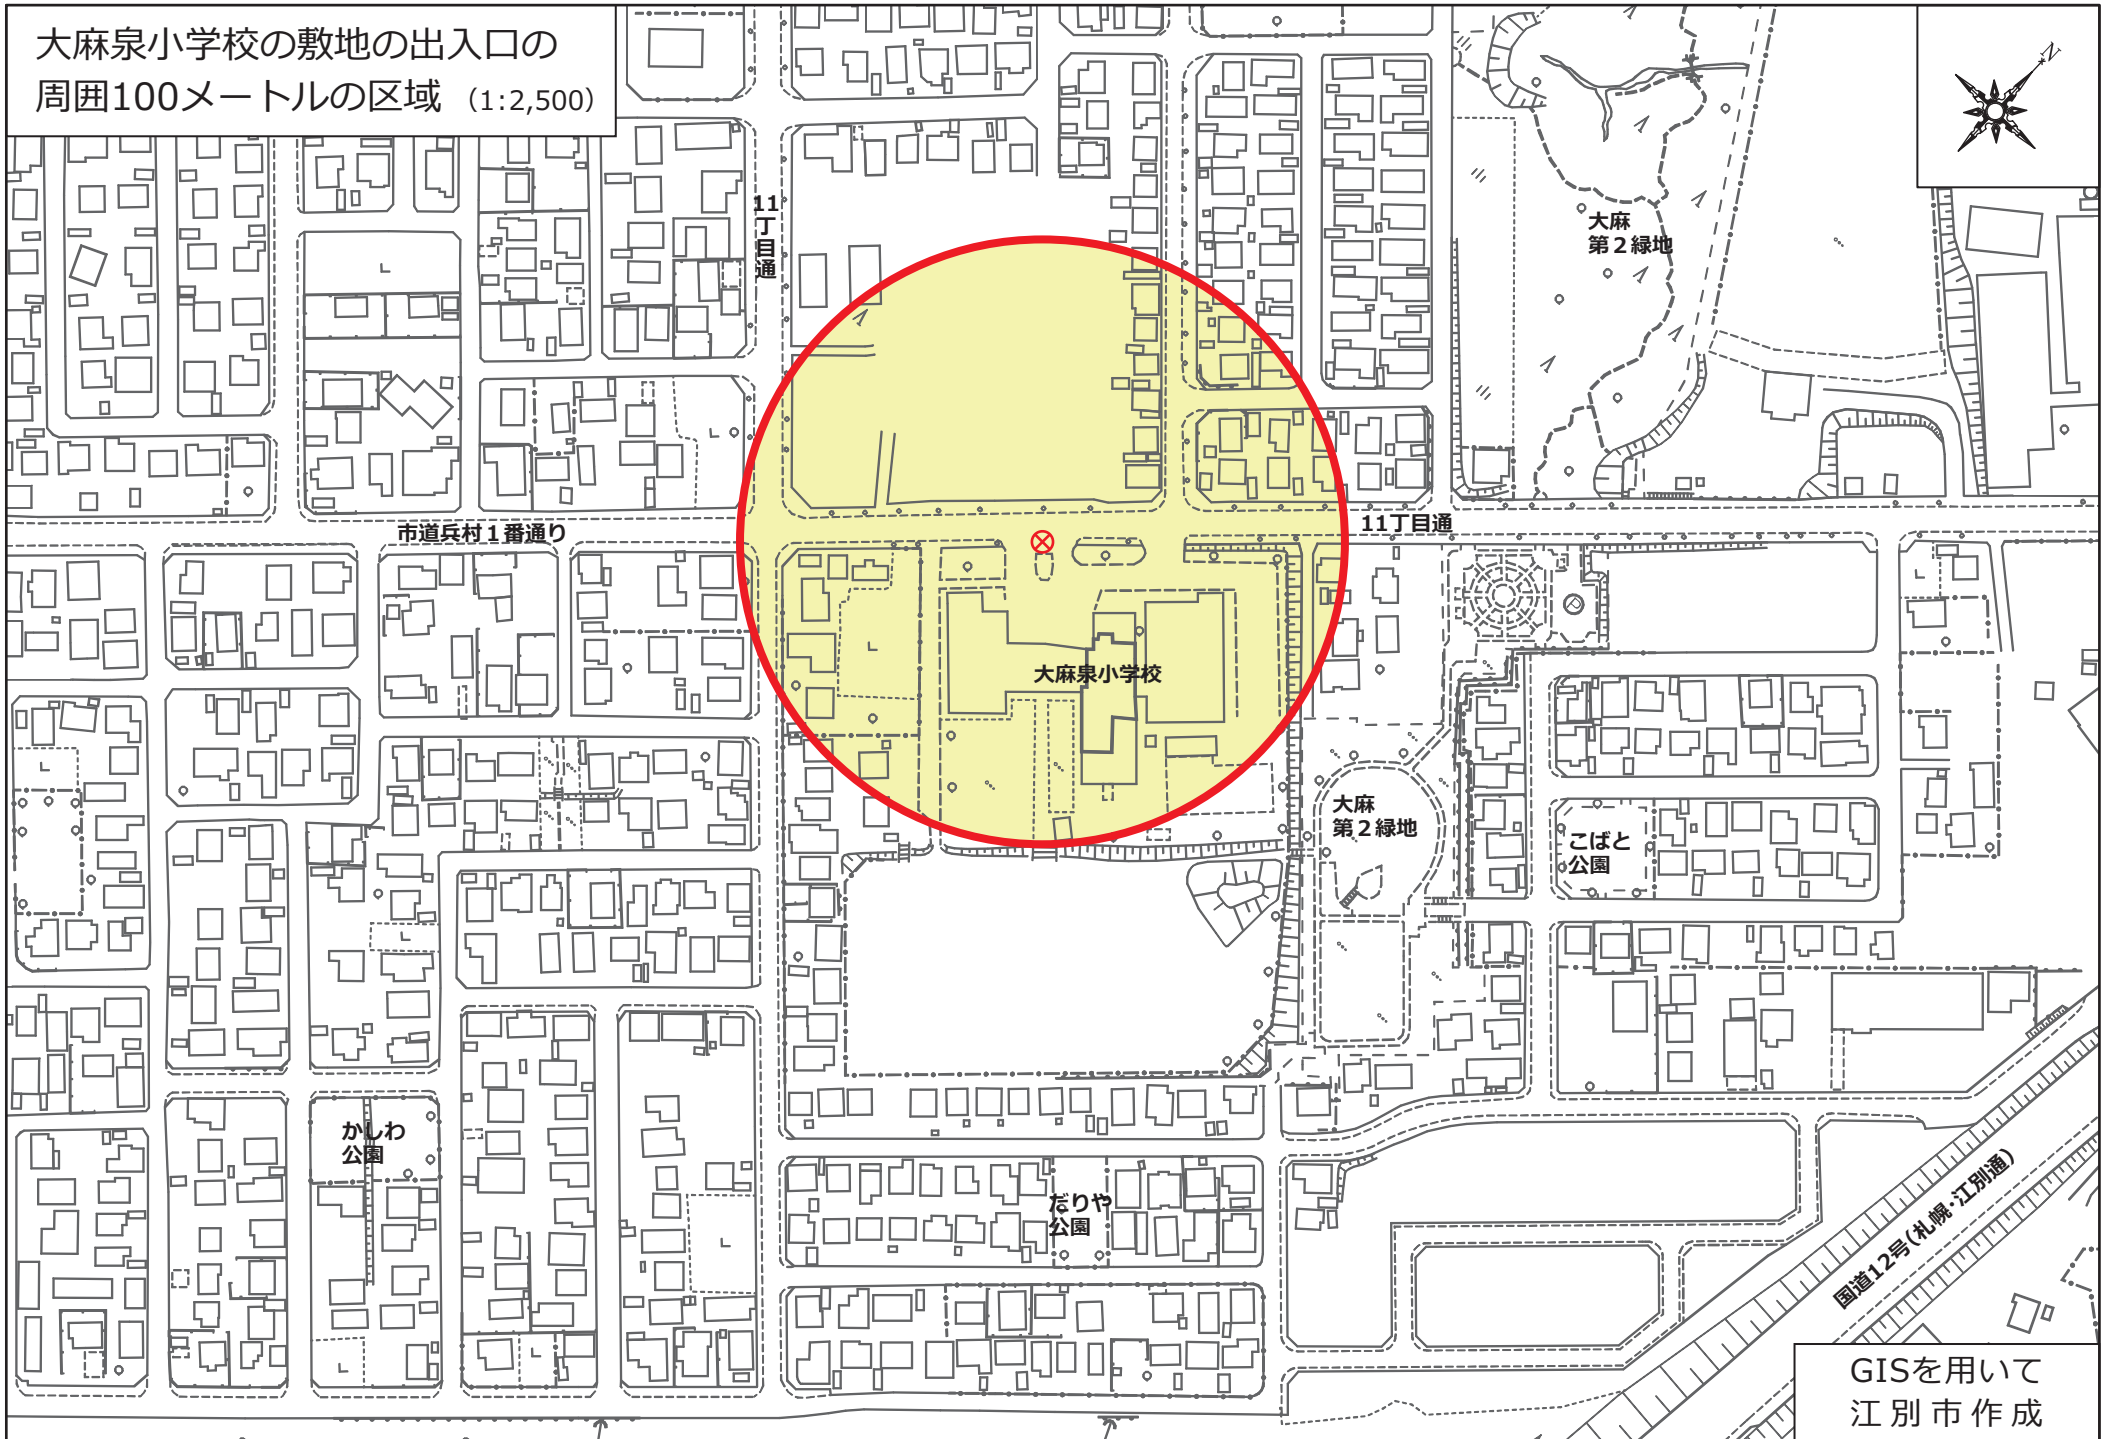 大麻泉小学校の敷地の出入口の
周囲100メートルの区域 (1:2,500)
N
11
丁
目
通
大麻
第2緑地
市道兵村1番通り
11丁目通
大麻泉小学校
大麻
第2緑地
こばと
公園
かしわ
公園
だりや
公園
国道12号(札幌・江別通)
GISを用いて
江別市作成